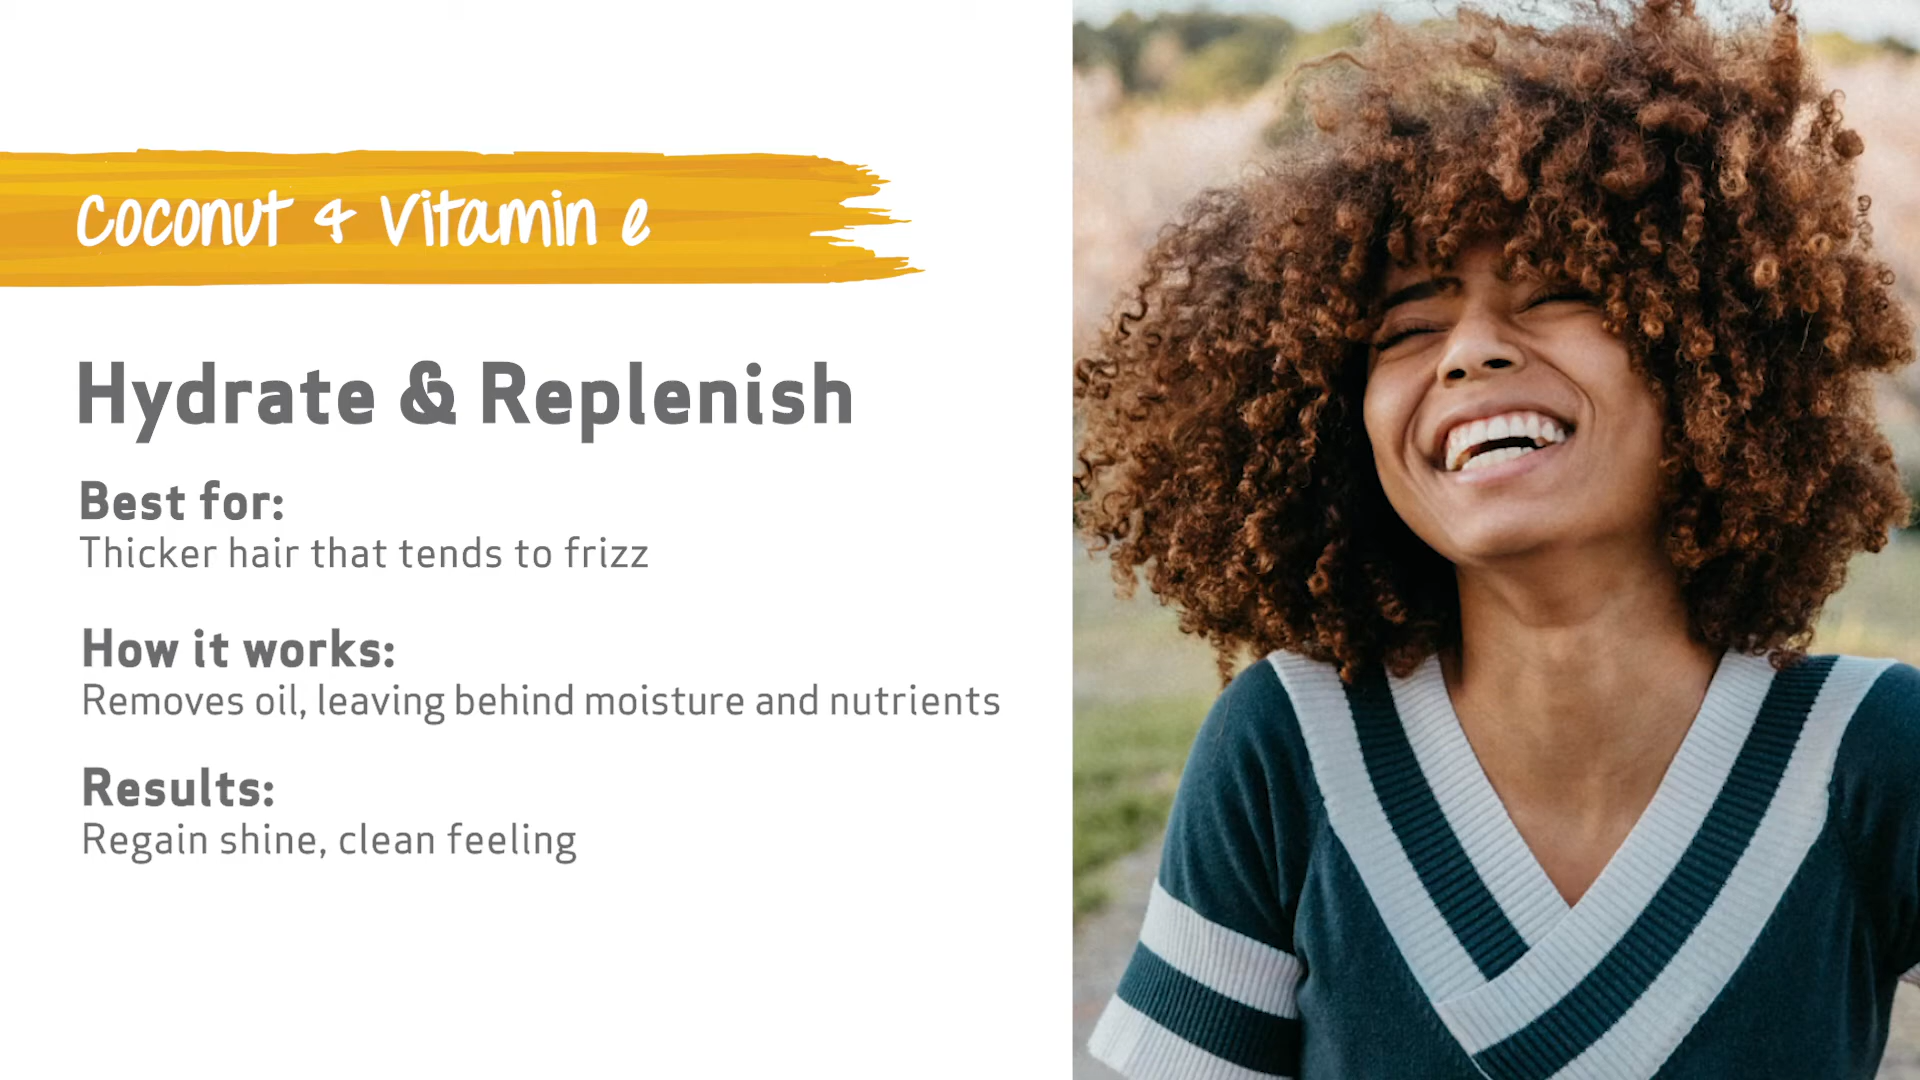 Coconut & Vitamin e
Hydrate & Replenish
Best for:
Thicker hair that tends to frizz
How it works:
Removes oil, leaving behind moisture and nutrients
Results:
Regain shine, clean feeling